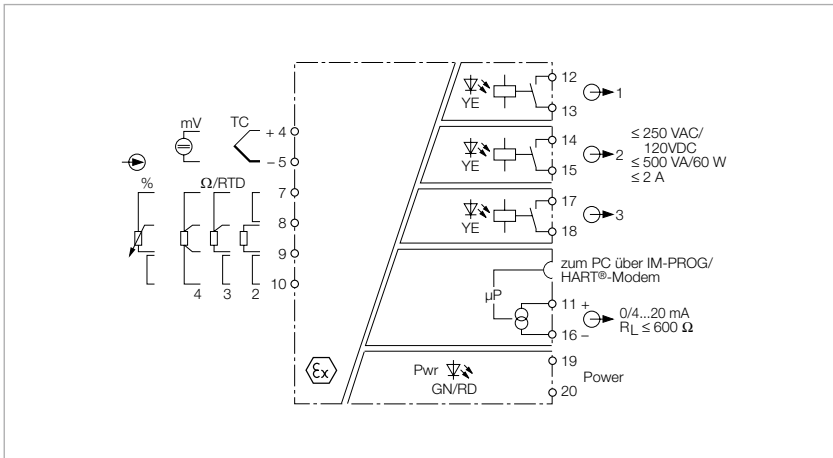 mV
TC
+ 4
– 5
%
Ω/RTD
7
8
9
10
4 3 2
εx
YE
12
13
1
YE
14
15
2
≤ 250 VAC/
120VDC
≤ 500 VA/60 W
≤ 2 A
YE
17
18
3
zum PC über IM-PROG/
HART®-Modem
µP
11 +
16 –
0/4...20 mA
RL ≤ 600 Ω
Pwr
GN/RD
19
20
Power